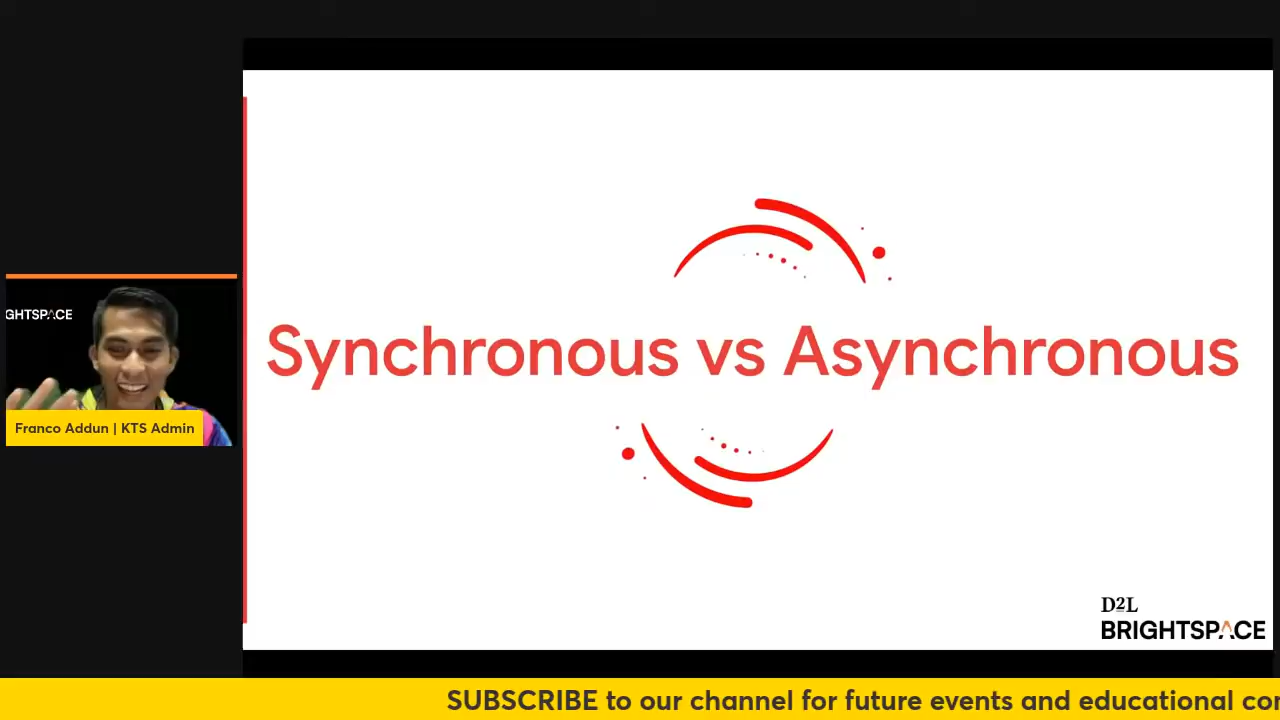 GHTSPACE
Franco Addun | KTS Admin
Synchronous vs Asynchronous
D2L
BRIGHTSPACE
SUBSCRIBE to our channel for future events and educational co